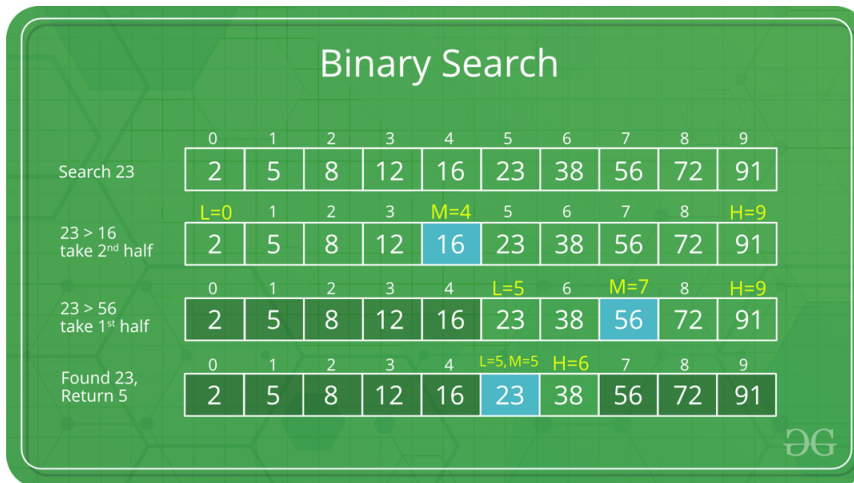 Binary Search
0 1 2 3 4 5 6 7 8 9
Search 23
2 5 8 12 16 23 38 56 72 91
L=0 1 2 3 M=4 5 6 7 8 H=9
23 > 16
take 2nd half
2 5 8 12 16 23 38 56 72 91
0 1 2 3 4 L=5 6 M=7 8 H=9
23 > 56
take 1st half
2 5 8 12 16 23 38 56 72 91
0 1 2 3 4 L=5, M=5 H=6 7 8 9
Found 23,
Return 5
2 5 8 12 16 23 38 56 72 91